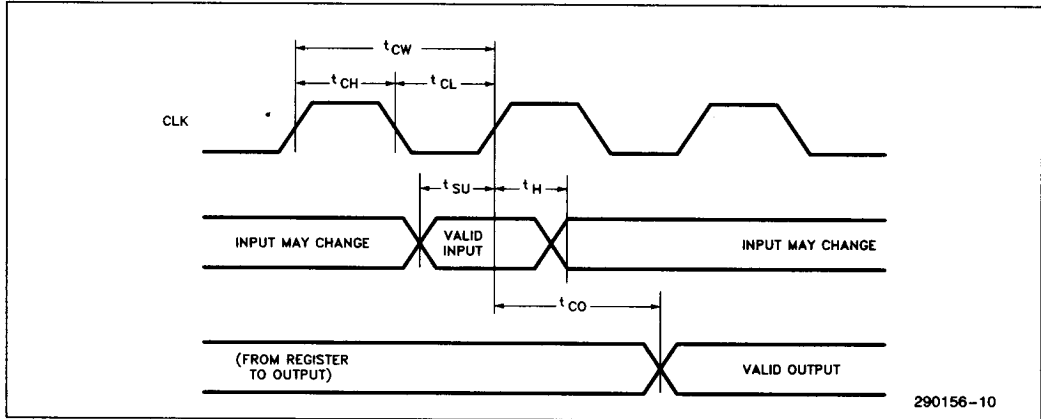 tCW
tCH tCL
CLK
tSU tH
INPUT MAY CHANGE
VALID
INPUT
INPUT MAY CHANGE
tCO
(FROM REGISTER
TO OUTPUT)
VALID OUTPUT
290156-10